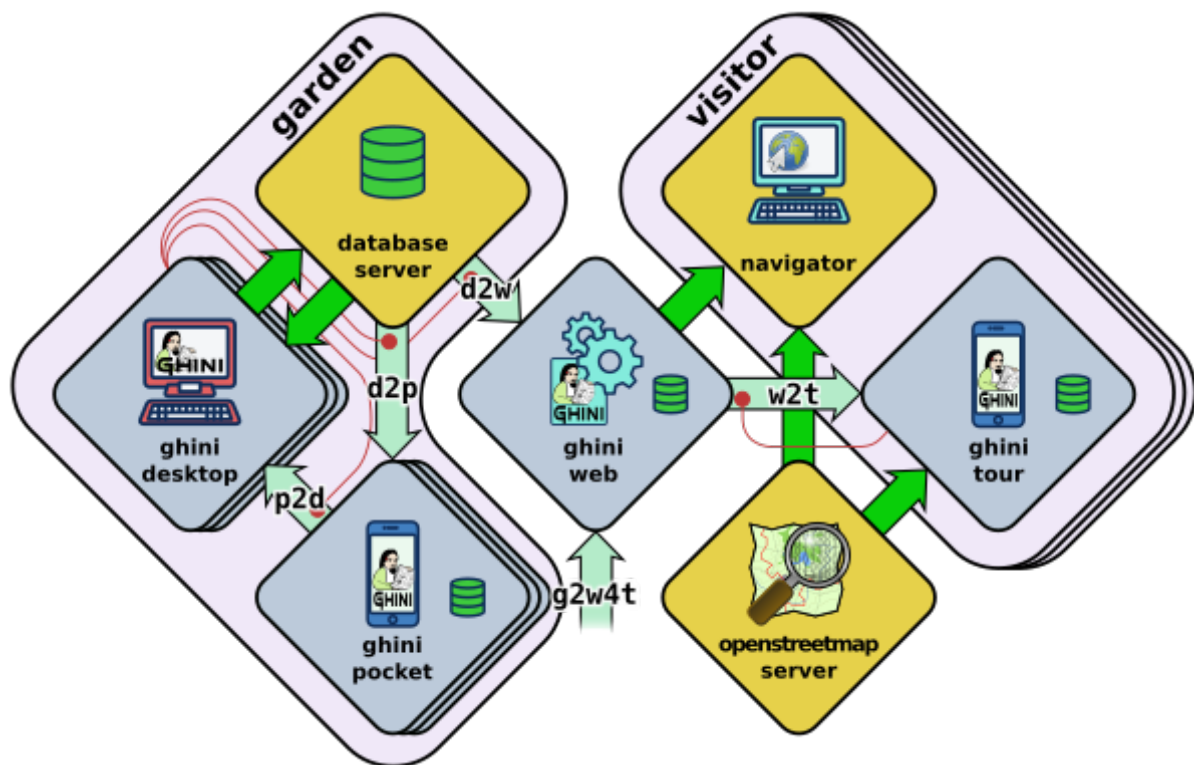 garden
visitor
database
server
navigator
d2w
GHINI
ghini
desktop
d2p
GHINI
ghini
web
w2t
GHINI
ghini
tour
p2d
GHINI
ghini
pocket
g2w4t
openstreetmap
server